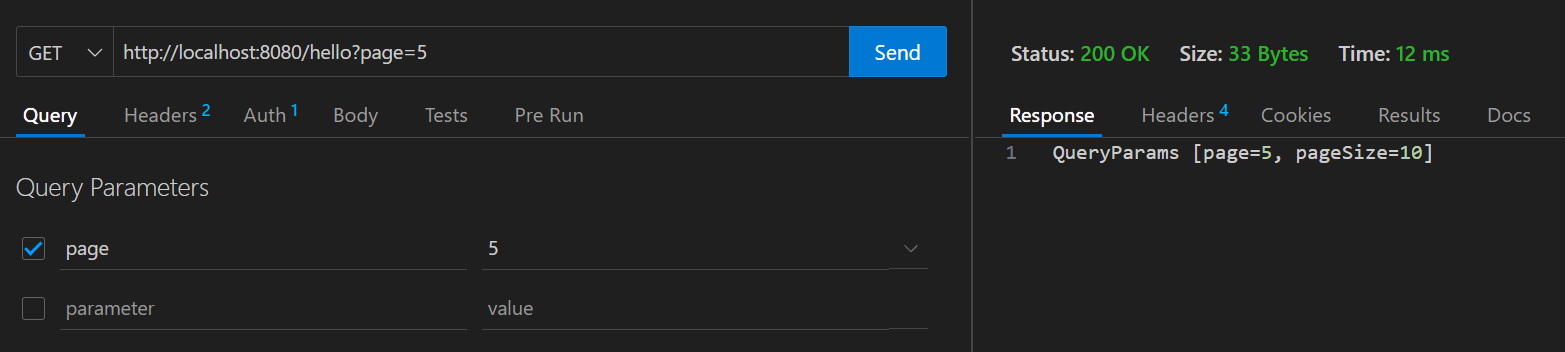 GET http://localhost:8080/hello?page=5 Send
Query Headers 2 Auth 1 Body Tests Pre Run
Query Parameters
page 5
parameter value
Status: 200 OK Size: 33 Bytes Time: 12 ms
Response Headers 4 Cookies Results Docs
1 QueryParams [page=5, pageSize=10]